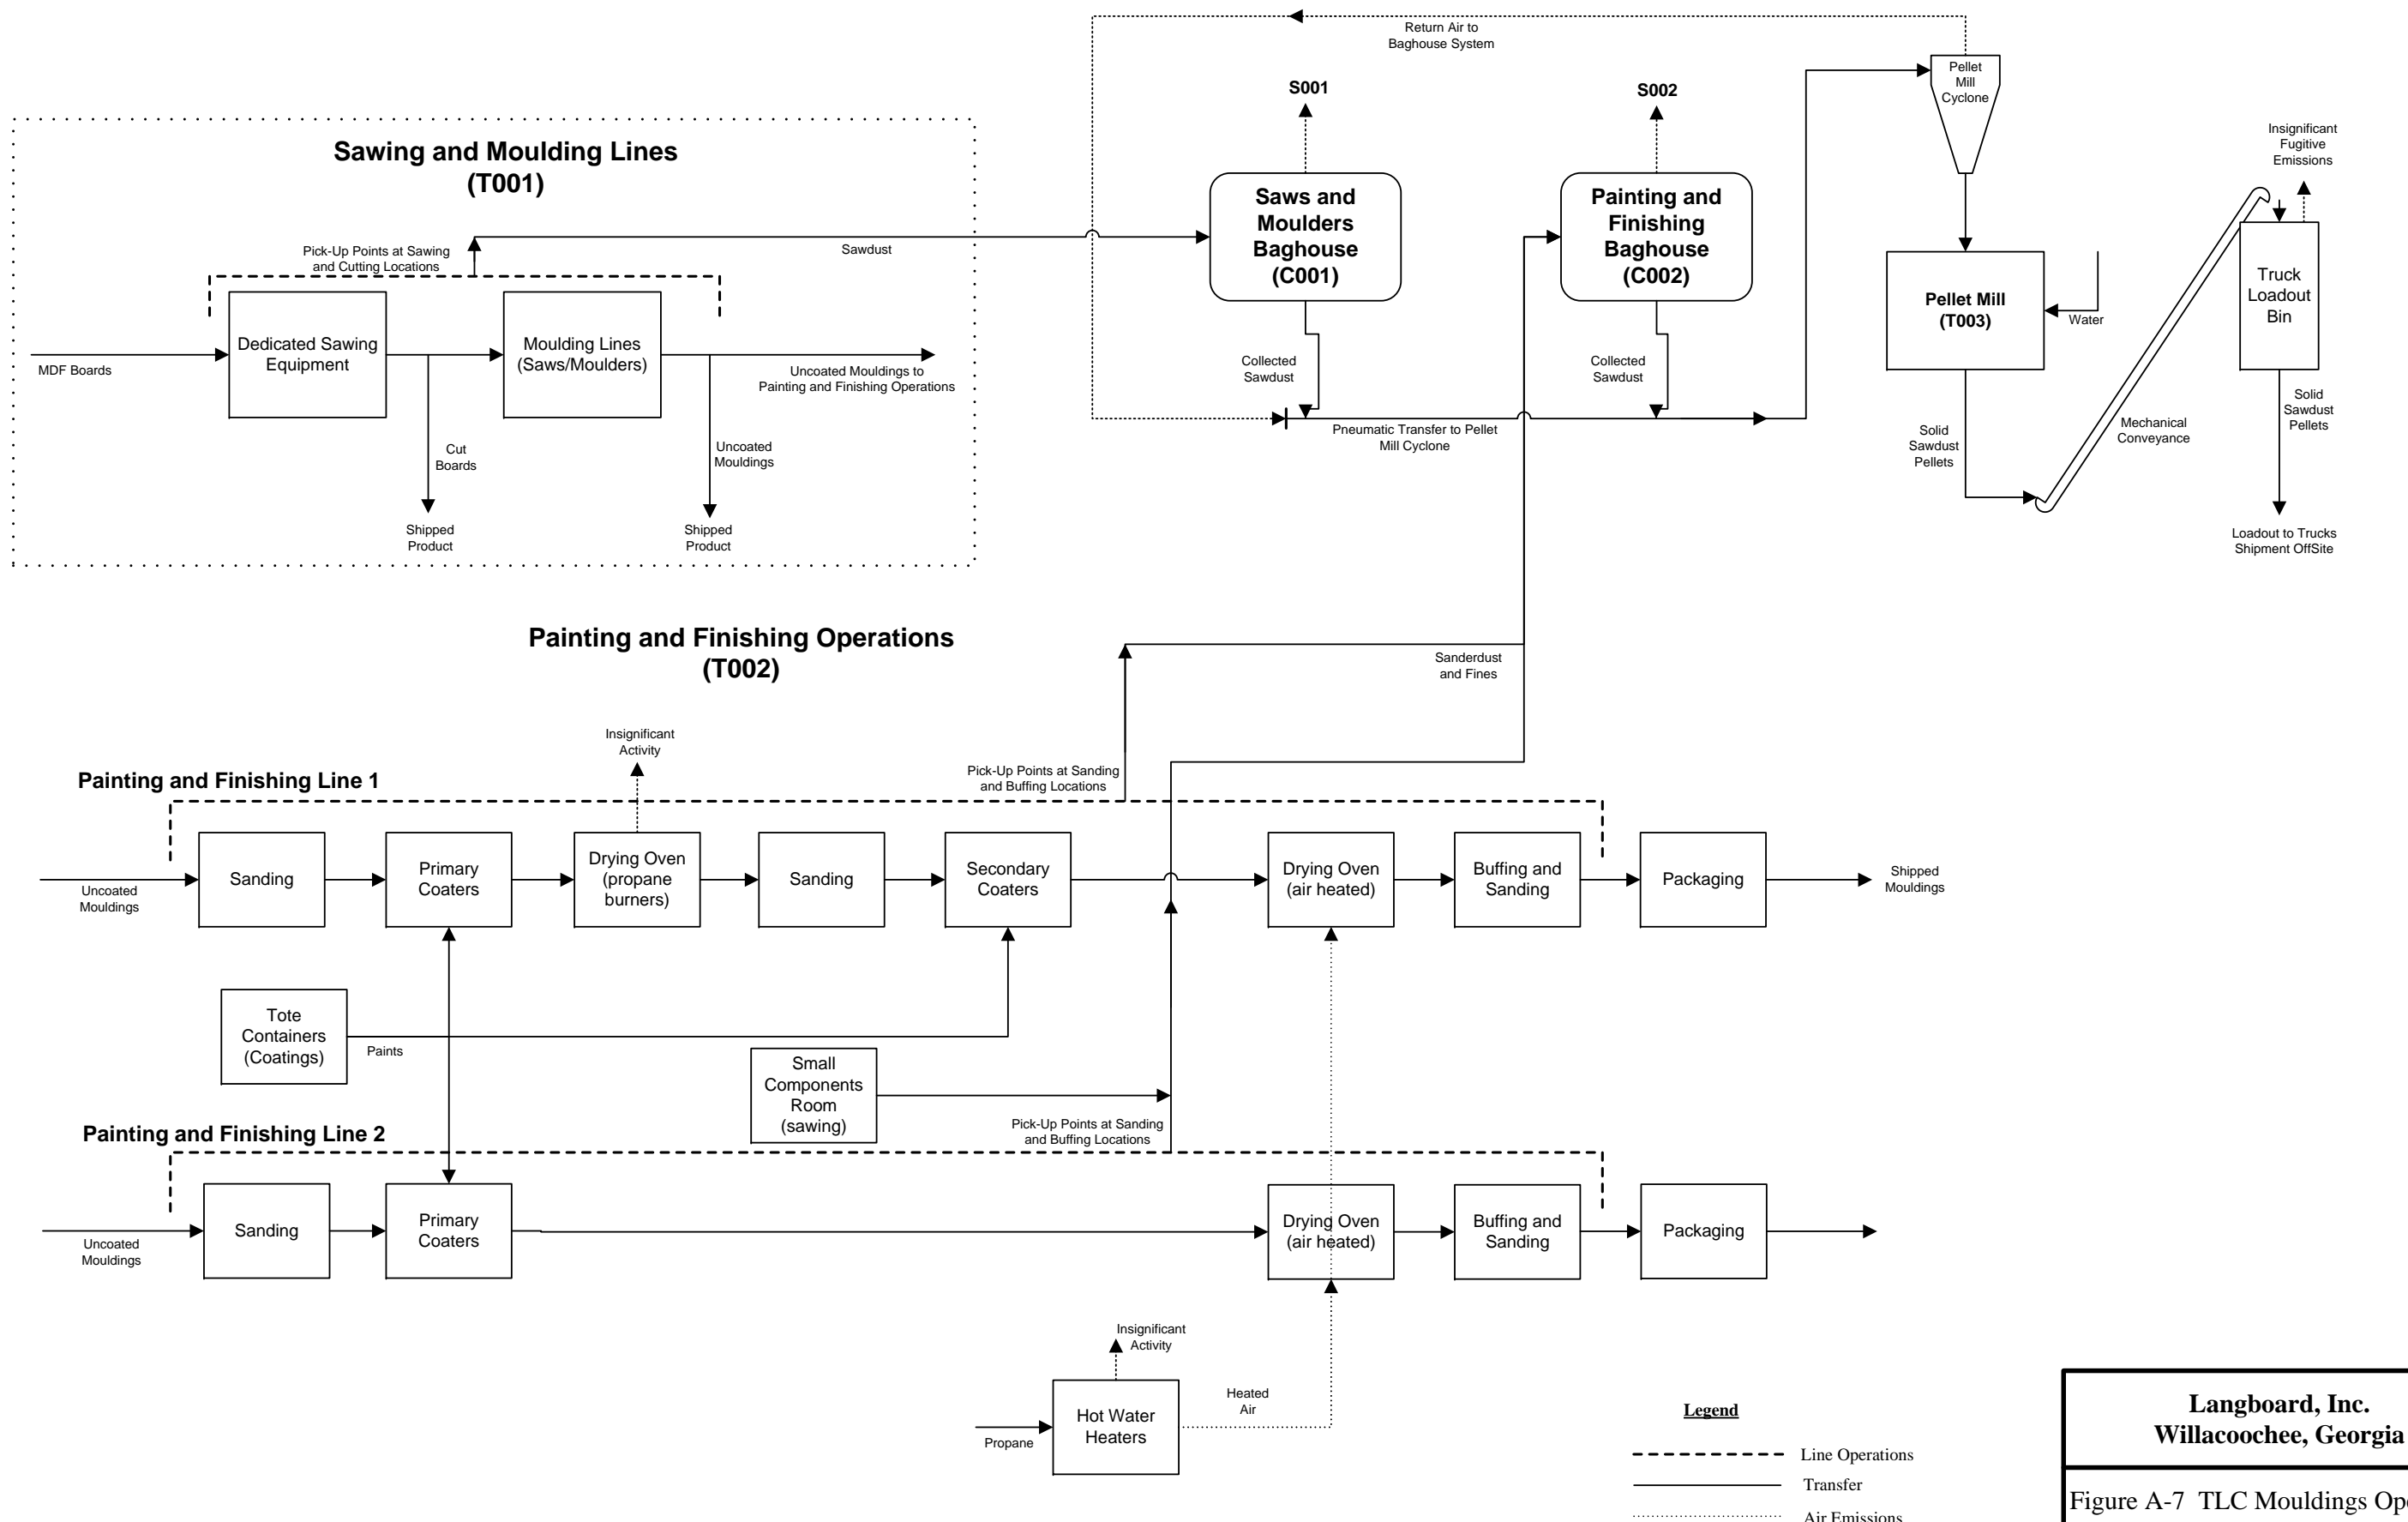 Return Air to
Baghouse System
Pellet
Mill
Cyclone
S001
S002
Insignificant
Fugitive
Emissions
Sawing and Moulding Lines
(T001)
Saws and
Moulders
Baghouse
(C001)
Painting and
Finishing
Baghouse
(C002)
Pick-Up Points at Sawing
and Cutting Locations
Sawdust
Truck
Loadout
Bin
Pellet Mill
(T003)
Water
Dedicated Sawing
Equipment
Moulding Lines
(Saws/Moulders)
MDF Boards
Uncoated Mouldings to
Painting and Finishing Operations
Collected
Sawdust
Collected
Sawdust
Solid
Sawdust
Pellets
Mechanical
Conveyance
Pneumatic Transfer to Pellet
Mill Cyclone
Solid
Sawdust
Pellets
Cut
Boards
Uncoated
Mouldings
Shipped
Product
Shipped
Product
Loadout to Trucks
Shipment OffSite
Painting and Finishing Operations
(T002)
Sanderdust
and Fines
Insignificant
Activity
Painting and Finishing Line 1
Pick-Up Points at Sanding
and Buffing Locations
Uncoated
Mouldings
Sanding
Primary
Coaters
Drying Oven
(propane
burners)
Sanding
Secondary
Coaters
Drying Oven
(air heated)
Buffing and
Sanding
Packaging
Shipped
Mouldings
Tote
Containers
(Coatings)
Paints
Small
Components
Room
(sawing)
Painting and Finishing Line 2
Pick-Up Points at Sanding
and Buffing Locations
Uncoated
Mouldings
Sanding
Primary
Coaters
Drying Oven
(air heated)
Buffing and
Sanding
Packaging
Insignificant
Activity
Propane
Hot Water
Heaters
Heated
Air
Legend
Line Operations
Transfer
Air Emissions
Langboard, Inc.
Willacoochee, Georgia
Figure A-7 TLC Mouldings Ope